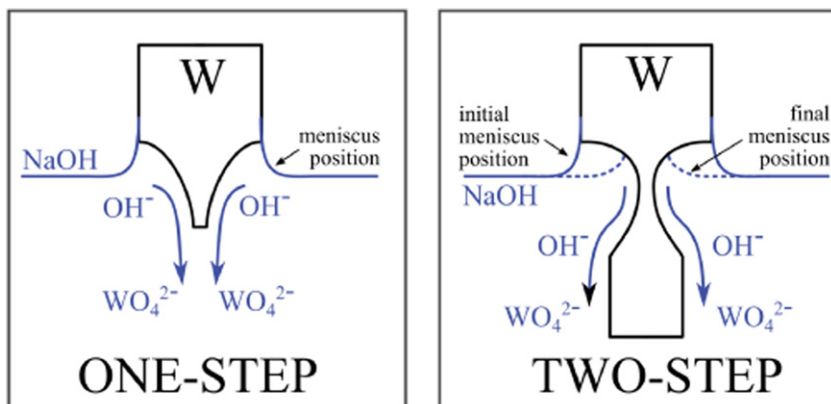 W
NaOH
meniscus
position
OH⁻
OH⁻
WO₄²⁻
WO₄²⁻
ONE-STEP
W
initial
meniscus
position
final
meniscus
position
NaOH
OH⁻
OH⁻
WO₄²⁻
WO₄²⁻
TWO-STEP